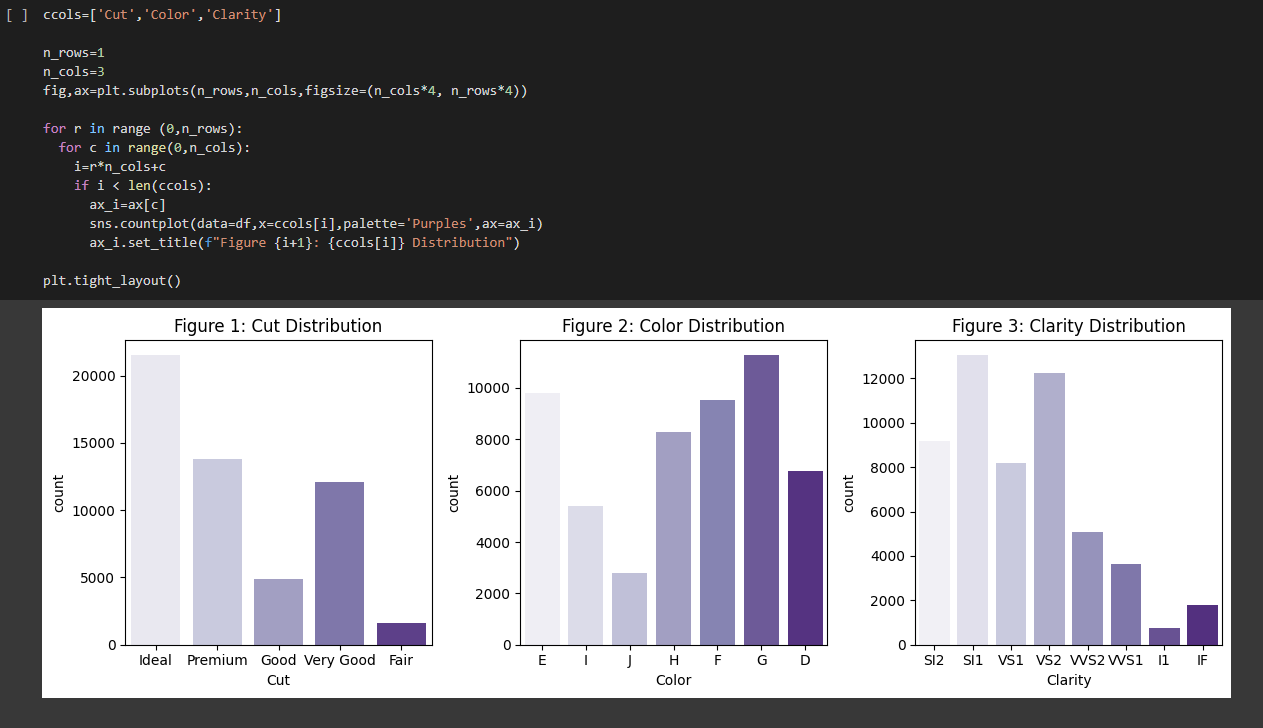 [ ] ccols=['Cut','Color','Clarity']
n_rows=1
n_cols=3
fig,ax=plt.subplots(n_rows,n_cols,figsize=(n_cols*4, n_rows*4))
for r in range (0,n_rows):
for c in range(0,n_cols):
i=r*n_cols+c
if i < len(ccols):
ax_i=ax[c]
sns.countplot(data=df,x=ccols[i],palette='Purples',ax=ax_i)
ax_i.set_title(f"Figure {i+1}: {ccols[i]} Distribution")
plt.tight_layout()
Figure 1: Cut Distribution
20000
15000
10000
5000
0
count
Ideal Premium Good Very Good Fair
Cut
Figure 2: Color Distribution
10000
8000
6000
4000
2000
0
count
E I J H F G D
Color
Figure 3: Clarity Distribution
12000
10000
8000
6000
4000
2000
0
count
SI2 SI1 VS1 VS2 VVS2 VVS1 I1 IF
Clarity